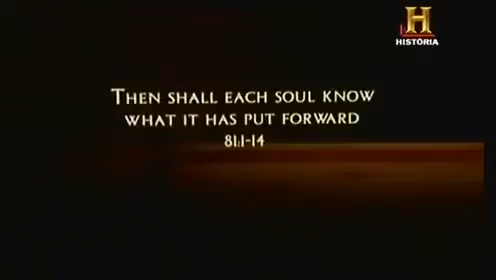 H
HISTÓRIA
THEN SHALL EACH SOUL KNOW
WHAT IT HAS PUT FORWARD
81:1-14